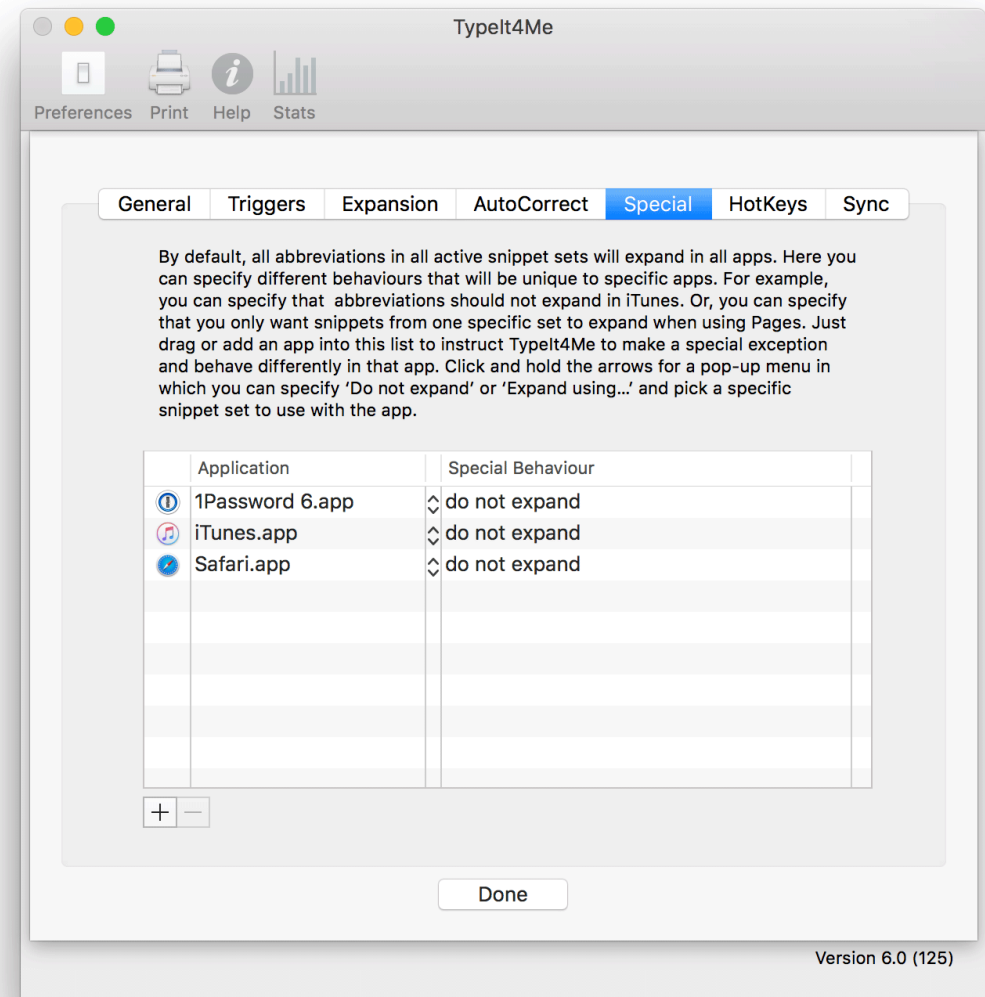 TypeIt4Me
Preferences Print Help Stats
General Triggers Expansion AutoCorrect Special HotKeys Sync
By default, all abbreviations in all active snippet sets will expand in all apps. Here you
can specify different behaviours that will be unique to specific apps. For example,
you can specify that  abbreviations should not expand in iTunes. Or, you can specify
that you only want snippets from one specific set to expand when using Pages. Just
drag or add an app into this list to instruct TypeIt4Me to make a special exception
and behave differently in that app. Click and hold the arrows for a pop-up menu in
which you can specify ‘Do not expand’ or ‘Expand using…’ and pick a specific
snippet set to use with the app.
Application Special Behaviour
1Password 6.app do not expand
iTunes.app do not expand
Safari.app do not expand
Done
Version 6.0 (125)